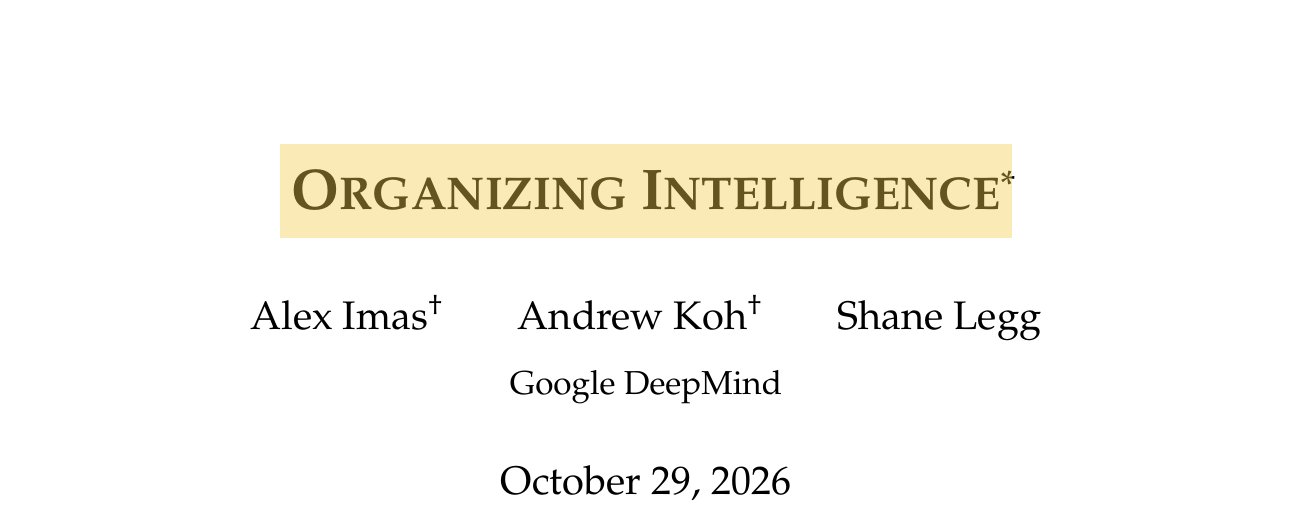 ORGANIZING INTELLIGENCE*
Alex Imas† Andrew Koh† Shane Legg
Google DeepMind
October 29, 2026